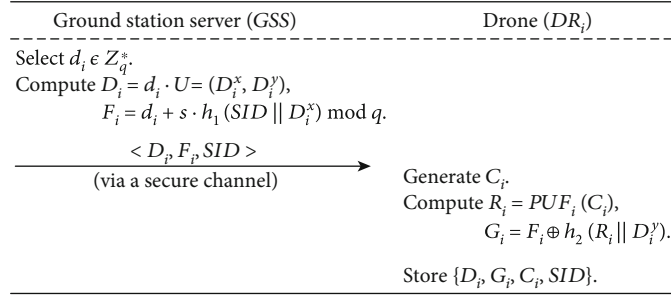 Ground station server (GSS) Drone (DR_i)
Select d_i ϵ Z_q^*.
Compute D_i = d_i · U = (D_i^x, D_i^y),
F_i = d_i + s · h_1 (SID || D_i^x) mod q.
< D_i, F_i, SID >
(via a secure channel)
Generate C_i.
Compute R_i = PUF_i (C_i),
G_i = F_i ⊕ h_2 (R_i || D_i^y).
Store {D_i, G_i, C_i, SID}.